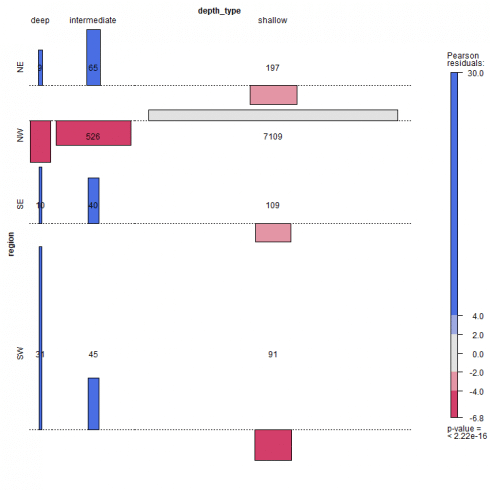 depth_type
deep intermediate shallow
Pearson
residuals:
30.0
NE 9 65 197
NW 526 7109
SE 10 40 109
region
SW 31 45 91
4.0
2.0
0.0
-2.0
-4.0
-6.8
p-value =
< 2.22e-16